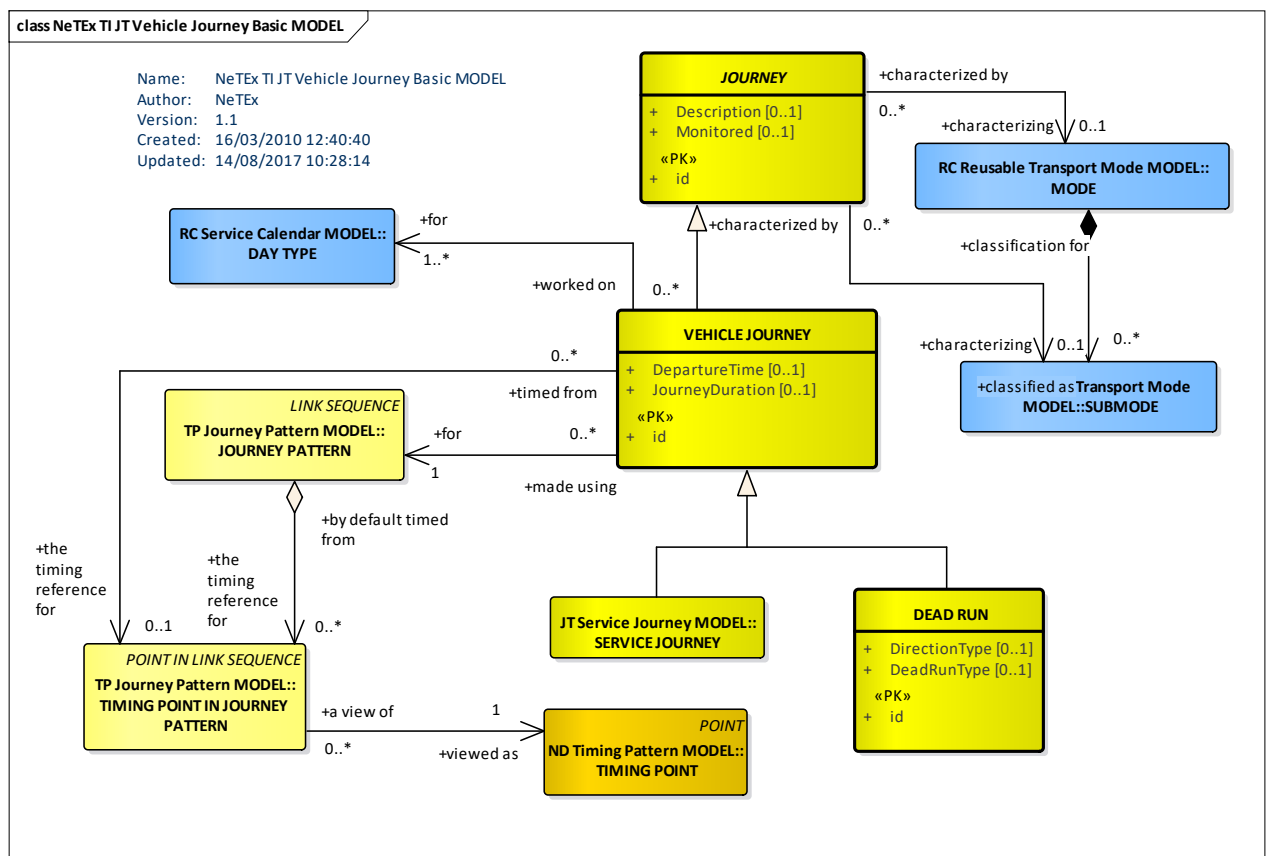 class NeTEx TI JT Vehicle Journey Basic MODEL
Name: NeTEx TI JT Vehicle Journey Basic MODEL
Author: NeTEx
Version: 1.1
Created: 16/03/2010 12:40:40
Updated: 14/08/2017 10:28:14
JOURNEY
+ Description [0..1]
+ Monitored [0..1]
«PK»
+ id
+characterized by
0..*
+characterizing
0..1
RC Reusable Transport Mode MODEL::
MODE
RC Service Calendar MODEL::
DAY TYPE
+for
1..*
+characterized by
0..*
+classification for
+worked on
0..*
VEHICLE JOURNEY
+ DepartureTime [0..1]
+ JourneyDuration [0..1]
«PK»
+ id
+characterizing
0..1
0..*
+classified as
Transport Mode
MODEL::SUBMODE
0..*
+timed from
LINK SEQUENCE
TP Journey Pattern MODEL::
JOURNEY PATTERN
+for
1
0..*
+made using
+by default timed
from
+the
timing
reference
for
0..1
+the
timing
reference
for
0..*
JT Service Journey MODEL::
SERVICE JOURNEY
DEAD RUN
+ DirectionType [0..1]
+ DeadRunType [0..1]
«PK»
+ id
POINT IN LINK SEQUENCE
TP Journey Pattern MODEL::
TIMING POINT IN JOURNEY
PATTERN
+a view of
0..*
1
+viewed as
POINT
ND Timing Pattern MODEL::
TIMING POINT